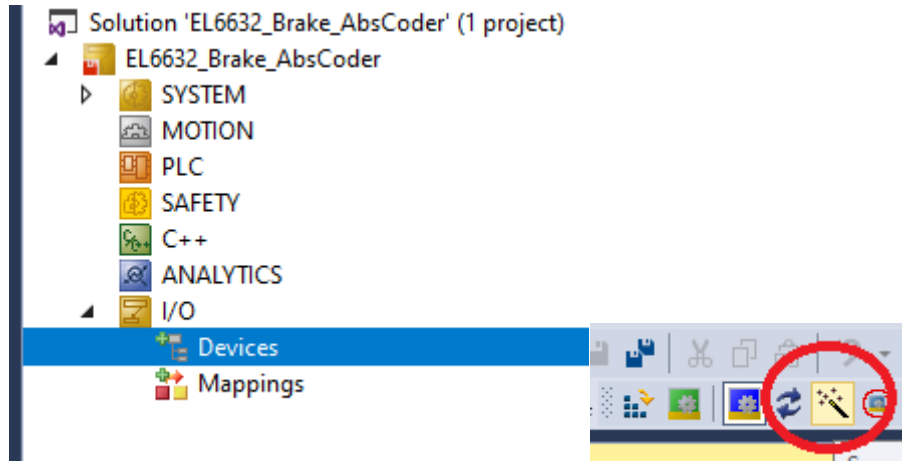 Solution 'EL6632_Brake_AbsCoder' (1 project)
EL6632_Brake_AbsCoder
SYSTEM
MOTION
PLC
SAFETY
C++
ANALYTICS
I/O
Devices
Mappings